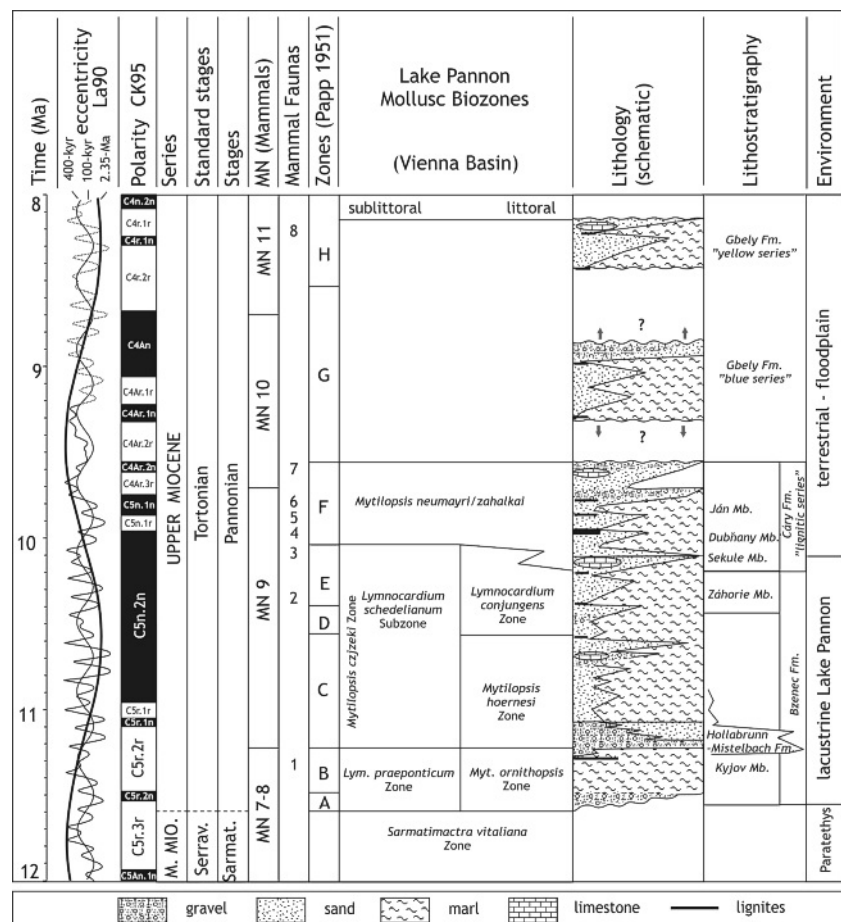 Time (Ma)
400-kyr
100-kyr
2.35-Ma
eccentricity
La90
Polarity CK95
Series
Standard stages
Stages
MN (Mammals)
Mammal Faunas
Zones (Papp 1951)
Lake Pannon
Mollusc Biozones
(Vienna Basin)
Lithology
(schematic)
Lithostratigraphy
Environment
sublittoral
littoral
8
9
10
11
12
C4n.2n
C4r.1r
C4r.1n
C4r.2r
C4An
C4Ar.1r
C4Ar.1n
C4Ar.2r
C4Ar.2n
C4Ar.3r
C5n.1n
C5n.1r
C5n.2n
C5r.1r
C5r.1n
C5r.2r
C5r.2n
C5r.3r
C5An.1n
UPPER MIOCENE
M. MIO.
Tortonian
Serrav.
Pannonian
Sarmat.
MN 11
MN 10
MN 9
MN 7-8
8
7
6
5
4
3
2
1
H
G
F
E
D
C
B
A
Mytilopsis neumayri/zahalkai
Mytilopsis czjzeki Zone
Lymnocardium
schedelianum
Subzone
Lymnocardium
conjungens
Zone
Mytilopsis
hoernesi
Zone
Lym. praeponticum
Zone
Myt. ornithopsis
Zone
Sarmatimactra vitaliana
Zone
?
?
Gbely Fm.
"yellow series"
Gbely Fm.
"blue series"
Ján Mb.
Dubňany Mb.
Sekule Mb.
Čáry Fm.
"lignitic series"
Záhorie Mb.
Bzenec Fm.
Hollabrunn
-Mistelbach Fm.
Kyjov Mb.
terrestrial - floodplain
lacustrine Lake Pannon
Paratethys
gravel
sand
marl
limestone
lignites